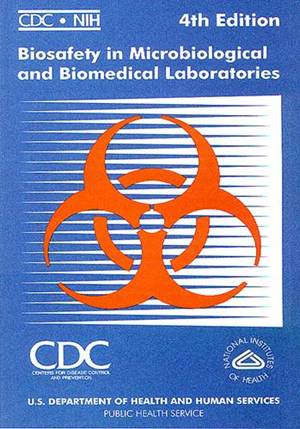 CDC • NIH
4th Edition
Biosafety in Microbiological
and Biomedical Laboratories
CDC
CENTERS FOR DISEASE CONTROL
AND PREVENTION
NATIONAL INSTITUTES
OF HEALTH
U.S. DEPARTMENT OF HEALTH AND HUMAN SERVICES
PUBLIC HEALTH SERVICE